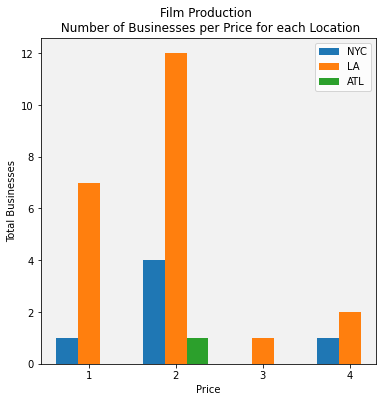 Film Production
Number of Businesses per Price for each Location
NYC
LA
ATL
12
10
8
6
4
2
0
Total Businesses
1 2 3 4
Price